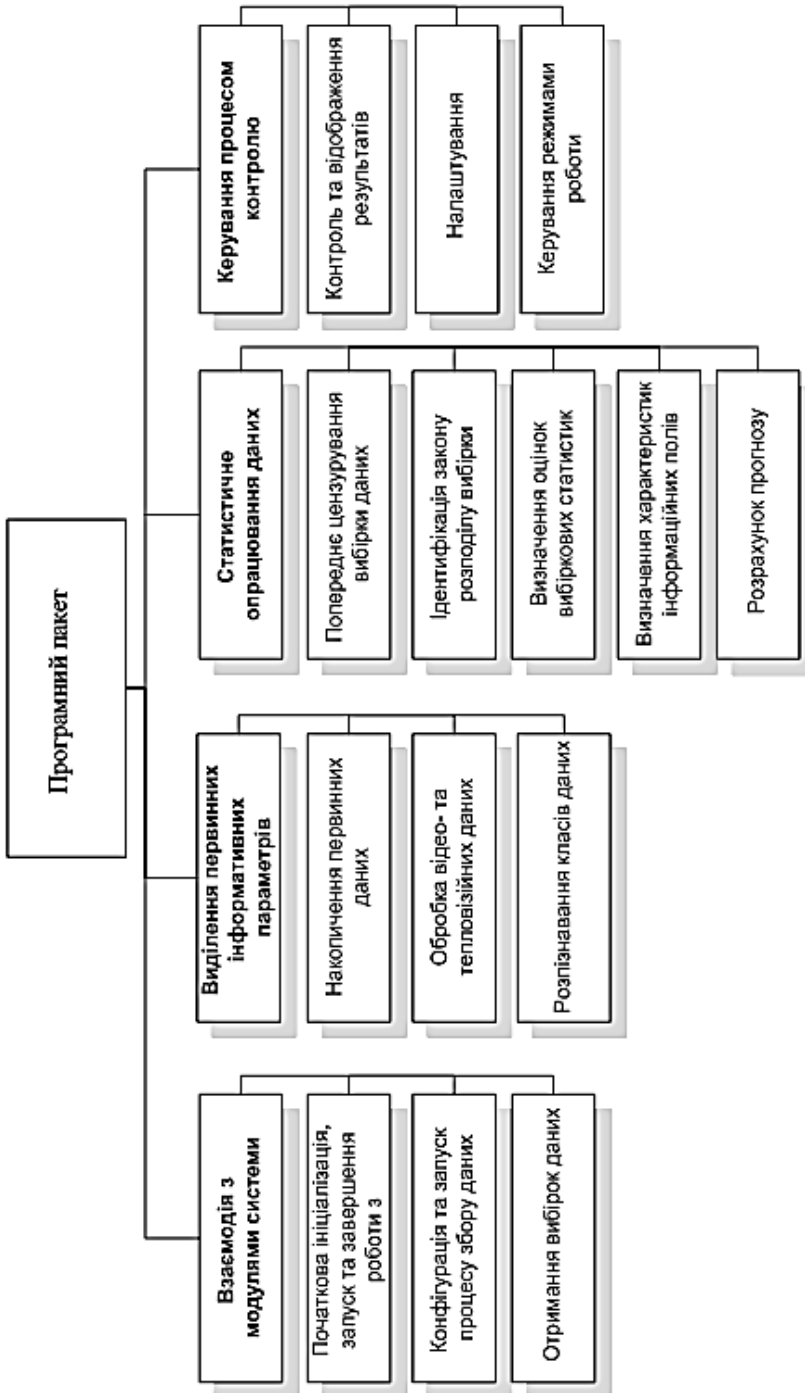 Програмний пакет
Взаємодія з
модулями системи
Початкова ініціалізація,
запуск та завершення
роботи з
Конфігурація та запуск
процесу збору даних
Отримання вибірок даних
Виділення первинних
інформативних
параметрів
Накопичення первинних
даних
Обробка відео- та
тепловізійних даних
Розпізнавання класів даних
Статистичне
опрацювання даних
Попереднє цензурування
вибірки даних
Ідентифікація закону
розподілу вибірки
Визначення оцінок
вибіркових статистик
Визначення характеристик
інформаційних полів
Розрахунок прогнозу
Керування процесом
контролю
Контроль та відображення
результатів
Налаштування
Керування режимами
роботи